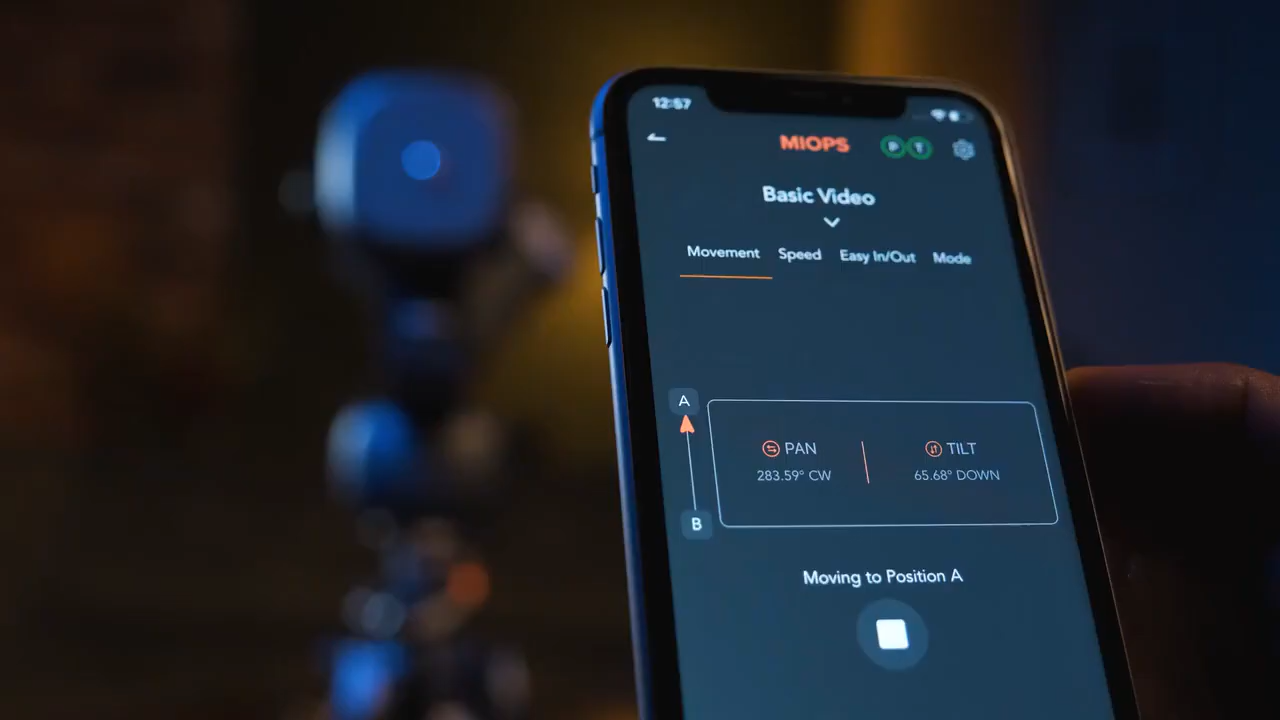 12:57
MIOPS P T
Basic Video
Movement Speed Easy In/Out Mode
A
PAN TILT
283.59° CW 65.68° DOWN
B
Moving to Position A